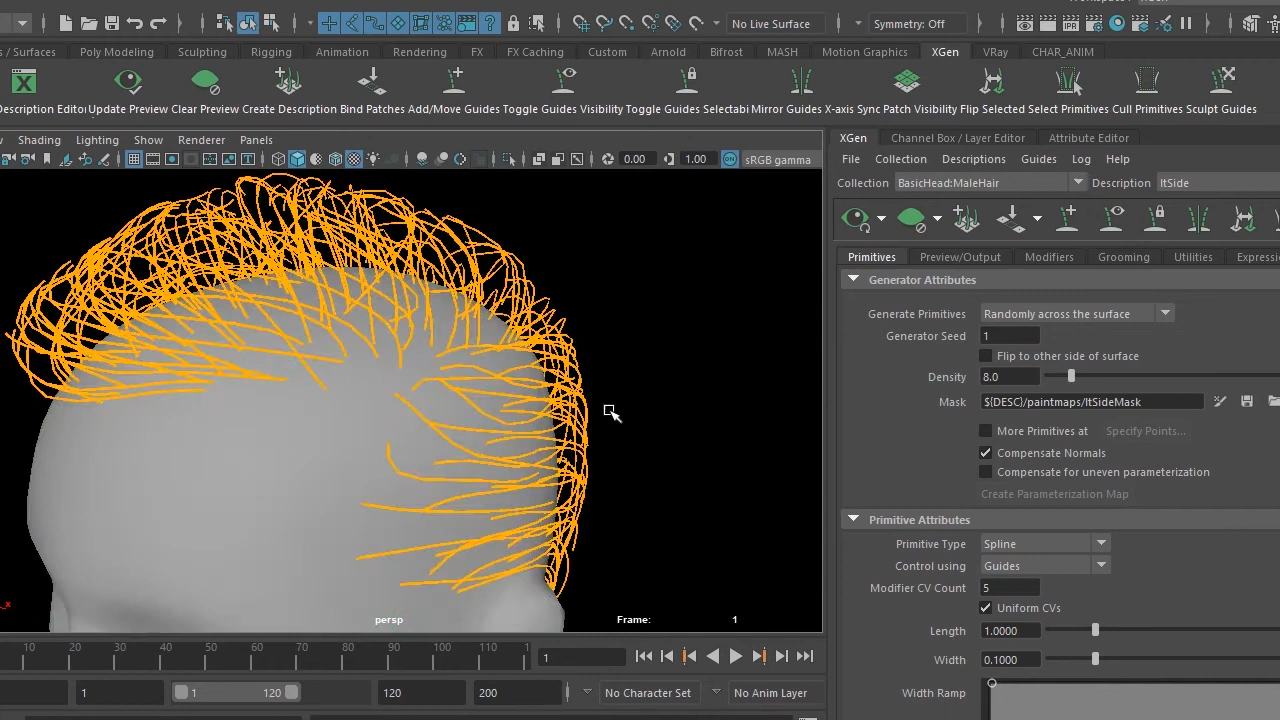 XGen
No Live Surface
Symmetry: Off
IPR
s / Surfaces Poly Modeling Sculpting Rigging Animation Rendering FX FX Caching Custom Arnold Bifrost MASH Motion Graphics XGen VRay CHAR_ANIM
Description Editor Update Preview Clear Preview Create Description Bind Patches Add/Move Guides Toggle Guides Visibility Toggle Guides Selectabi Mirror Guides X-axis Sync Patch Visibility Flip Selected Select Primitives Cull Primitives Sculpt Guides
Shading Lighting Show Renderer Panels
0.00 1.00 ON sRGB gamma
persp
Frame: 1
XGen Channel Box / Layer Editor Attribute Editor
File Collection Descriptions Guides Log Help
Collection BasicHead:MaleHair Description ltSide
Primitives Preview/Output Modifiers Grooming Utilities Expressi
Generator Attributes
Generate Primitives Randomly across the surface
Generator Seed 1
Flip to other side of surface
Density 8.0
Mask ${DESC}/paintmaps/ltSideMask
More Primitives at Specify Points...
Compensate Normals
Compensate for uneven parameterization
Create Parameterization Map
Primitive Attributes
Primitive Type Spline
Control using Guides
Modifier CV Count 5
Uniform CVs
Length 1.0000
Width 0.1000
Width Ramp
10 20 30 40 50 60 70 80 90 100 110 1
1
1 1 120 120 200
No Character Set No Anim Layer